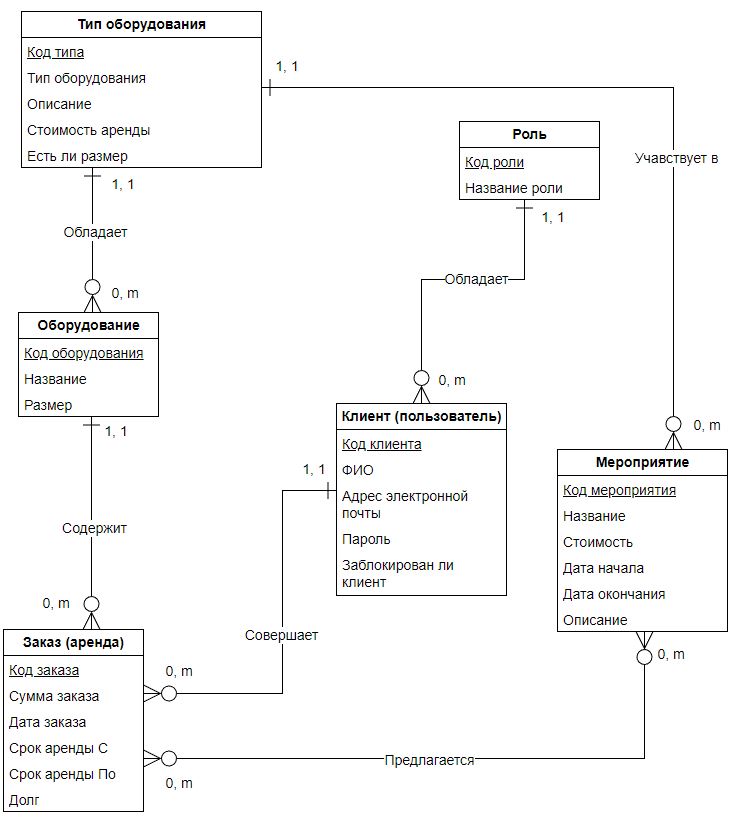 Тип оборудования
Код типа
Тип оборудования
Описание
Стоимость аренды
Есть ли размер
1, 1
1, 1
Роль
Код роли
Название роли
1, 1
Учавствует в
Обладает
Обладает
0, m
Оборудование
Код оборудования
Название
Размер
1, 1
0, m
Клиент (пользователь)
Код клиента
ФИО
Адрес электронной
почты
Пароль
Заблокирован ли
клиент
1, 1
0, m
Мероприятие
Код мероприятия
Название
Стоимость
Дата начала
Дата окончания
Описание
0, m
Содержит
0, m
Заказ (аренда)
Код заказа
Сумма заказа
Дата заказа
Срок аренды С
Срок аренды По
Долг
Совершает
0, m
Предлагается
0, m